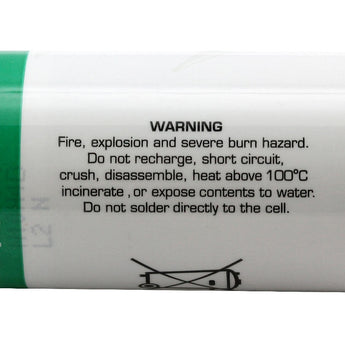 WARNING
Fire, explosion and severe burn hazard.
Do not recharge, short circuit,
crush, disassemble, heat above 100°C
incinerate , or expose contents to water.
Do not solder directly to the cell.